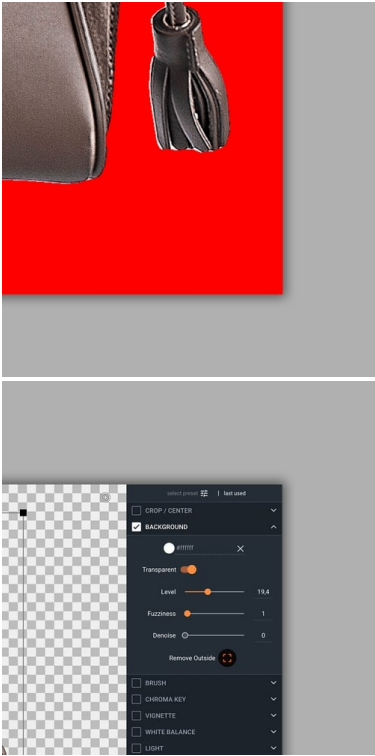 select preset | last used
CROP / CENTER
BACKGROUND
#ffffff
Transparent
Level 19,4
Fuzziness 1
Denoise 0
Remove Outside
BRUSH
CHROMA KEY
VIGNETTE
WHITE BALANCE
LIGHT